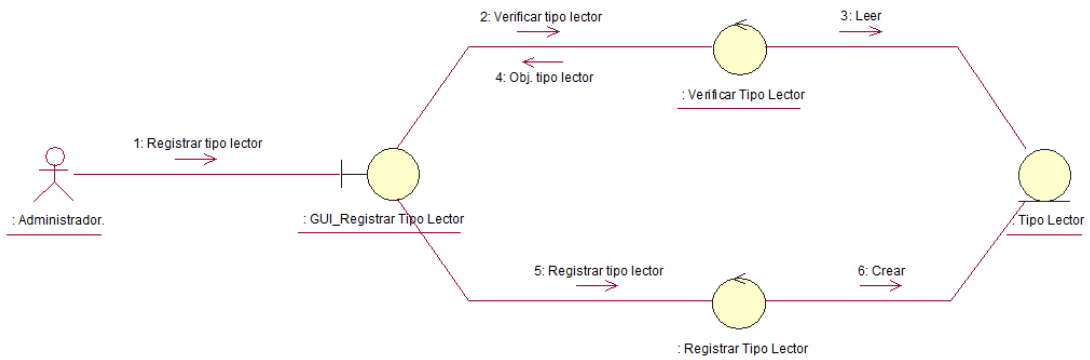 2: Verificar tipo lector
3: Leer
4: Obj. tipo lector
: Verificar Tipo Lector
1: Registrar tipo lector
: Administrador.
: GUI_Registrar Tipo Lector
: Tipo Lector
5: Registrar tipo lector
6: Crear
: Registrar Tipo Lector